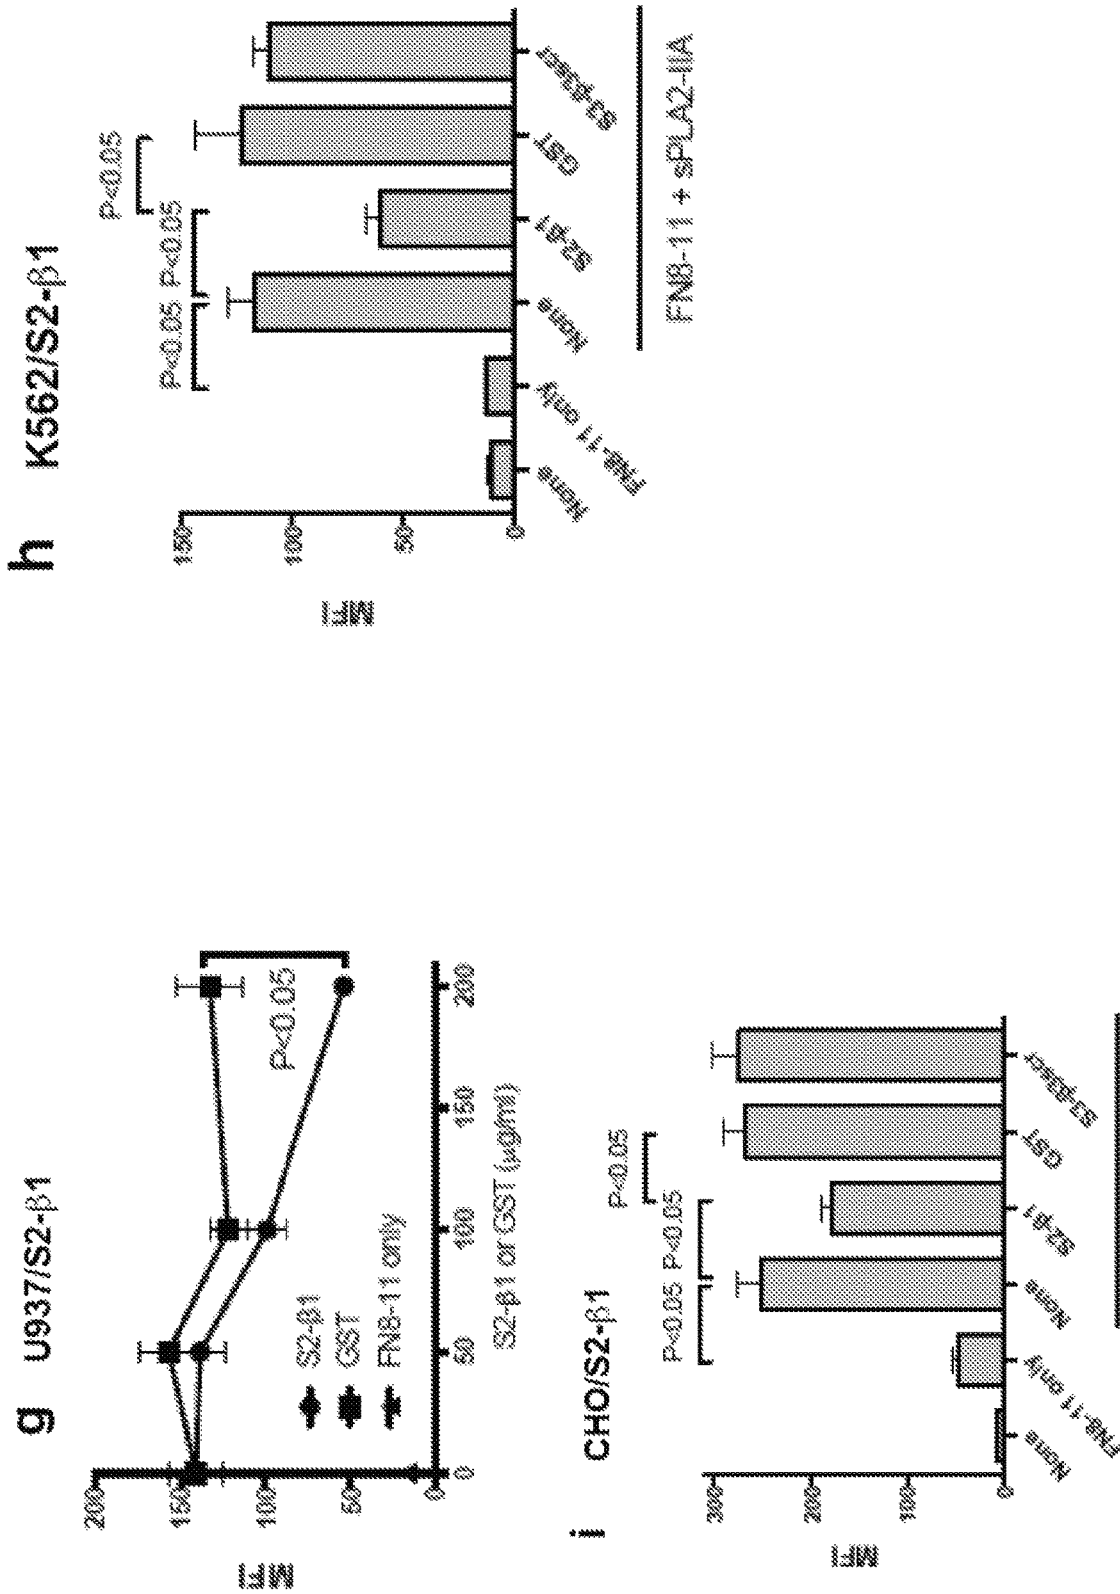 g U937/S2-β1
MFI
200
150
100
50
0
S2-β1
GST
FN8-11 only
P<0.05
0 50 100 150 200
S2-β1 or GST (μg/ml)
h K562/S2-β1
MFI
150
100
50
0
P<0.05 P<0.05
P<0.05
None
FN8-11 only
None
S2-β1
GST
S3-β3scr
FN8-11 + sPLA2-IIA
i CHO/S2-β1
MFI
300
200
100
0
P<0.05 P<0.05
P<0.05
None
FN8-11 only
None
S2-β1
GST
S3-β3scr